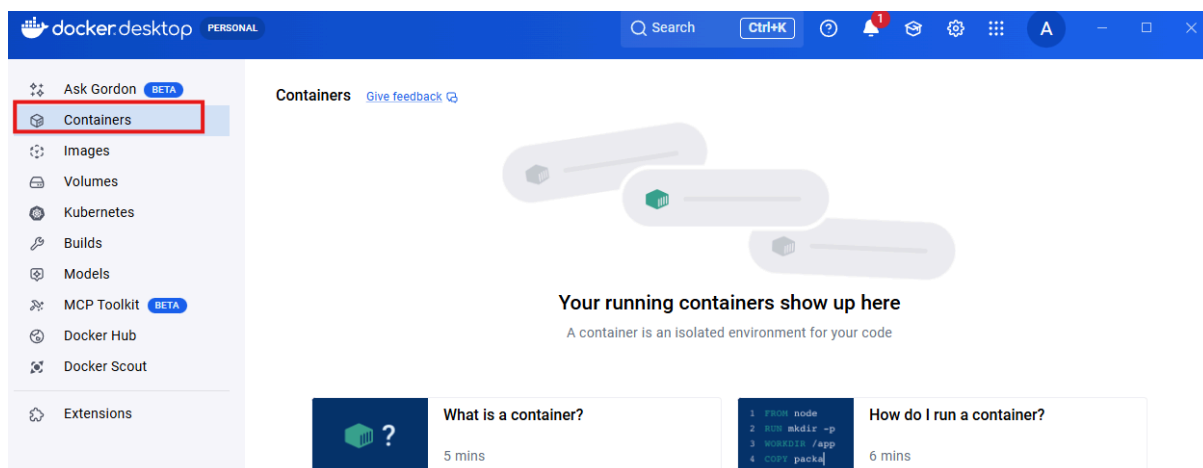 docker.desktop PERSONAL
Search Ctrl+K
1
A
Ask Gordon BETA
Containers
Images
Volumes
Kubernetes
Builds
Models
MCP Toolkit BETA
Docker Hub
Docker Scout
Extensions
Containers Give feedback
Your running containers show up here
A container is an isolated environment for your code
?
What is a container?
5 mins
1 FROM node
2 RUN mkdir -p
3 WORKDIR /app
4 COPY packa
How do I run a container?
6 mins